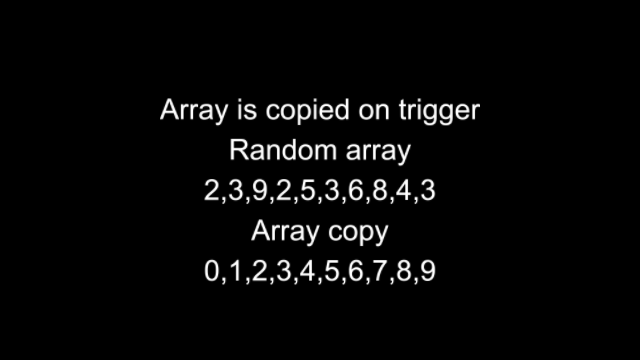 Array is copied on trigger
Random array
2,3,9,2,5,3,6,8,4,3
Array copy
0,1,2,3,4,5,6,7,8,9